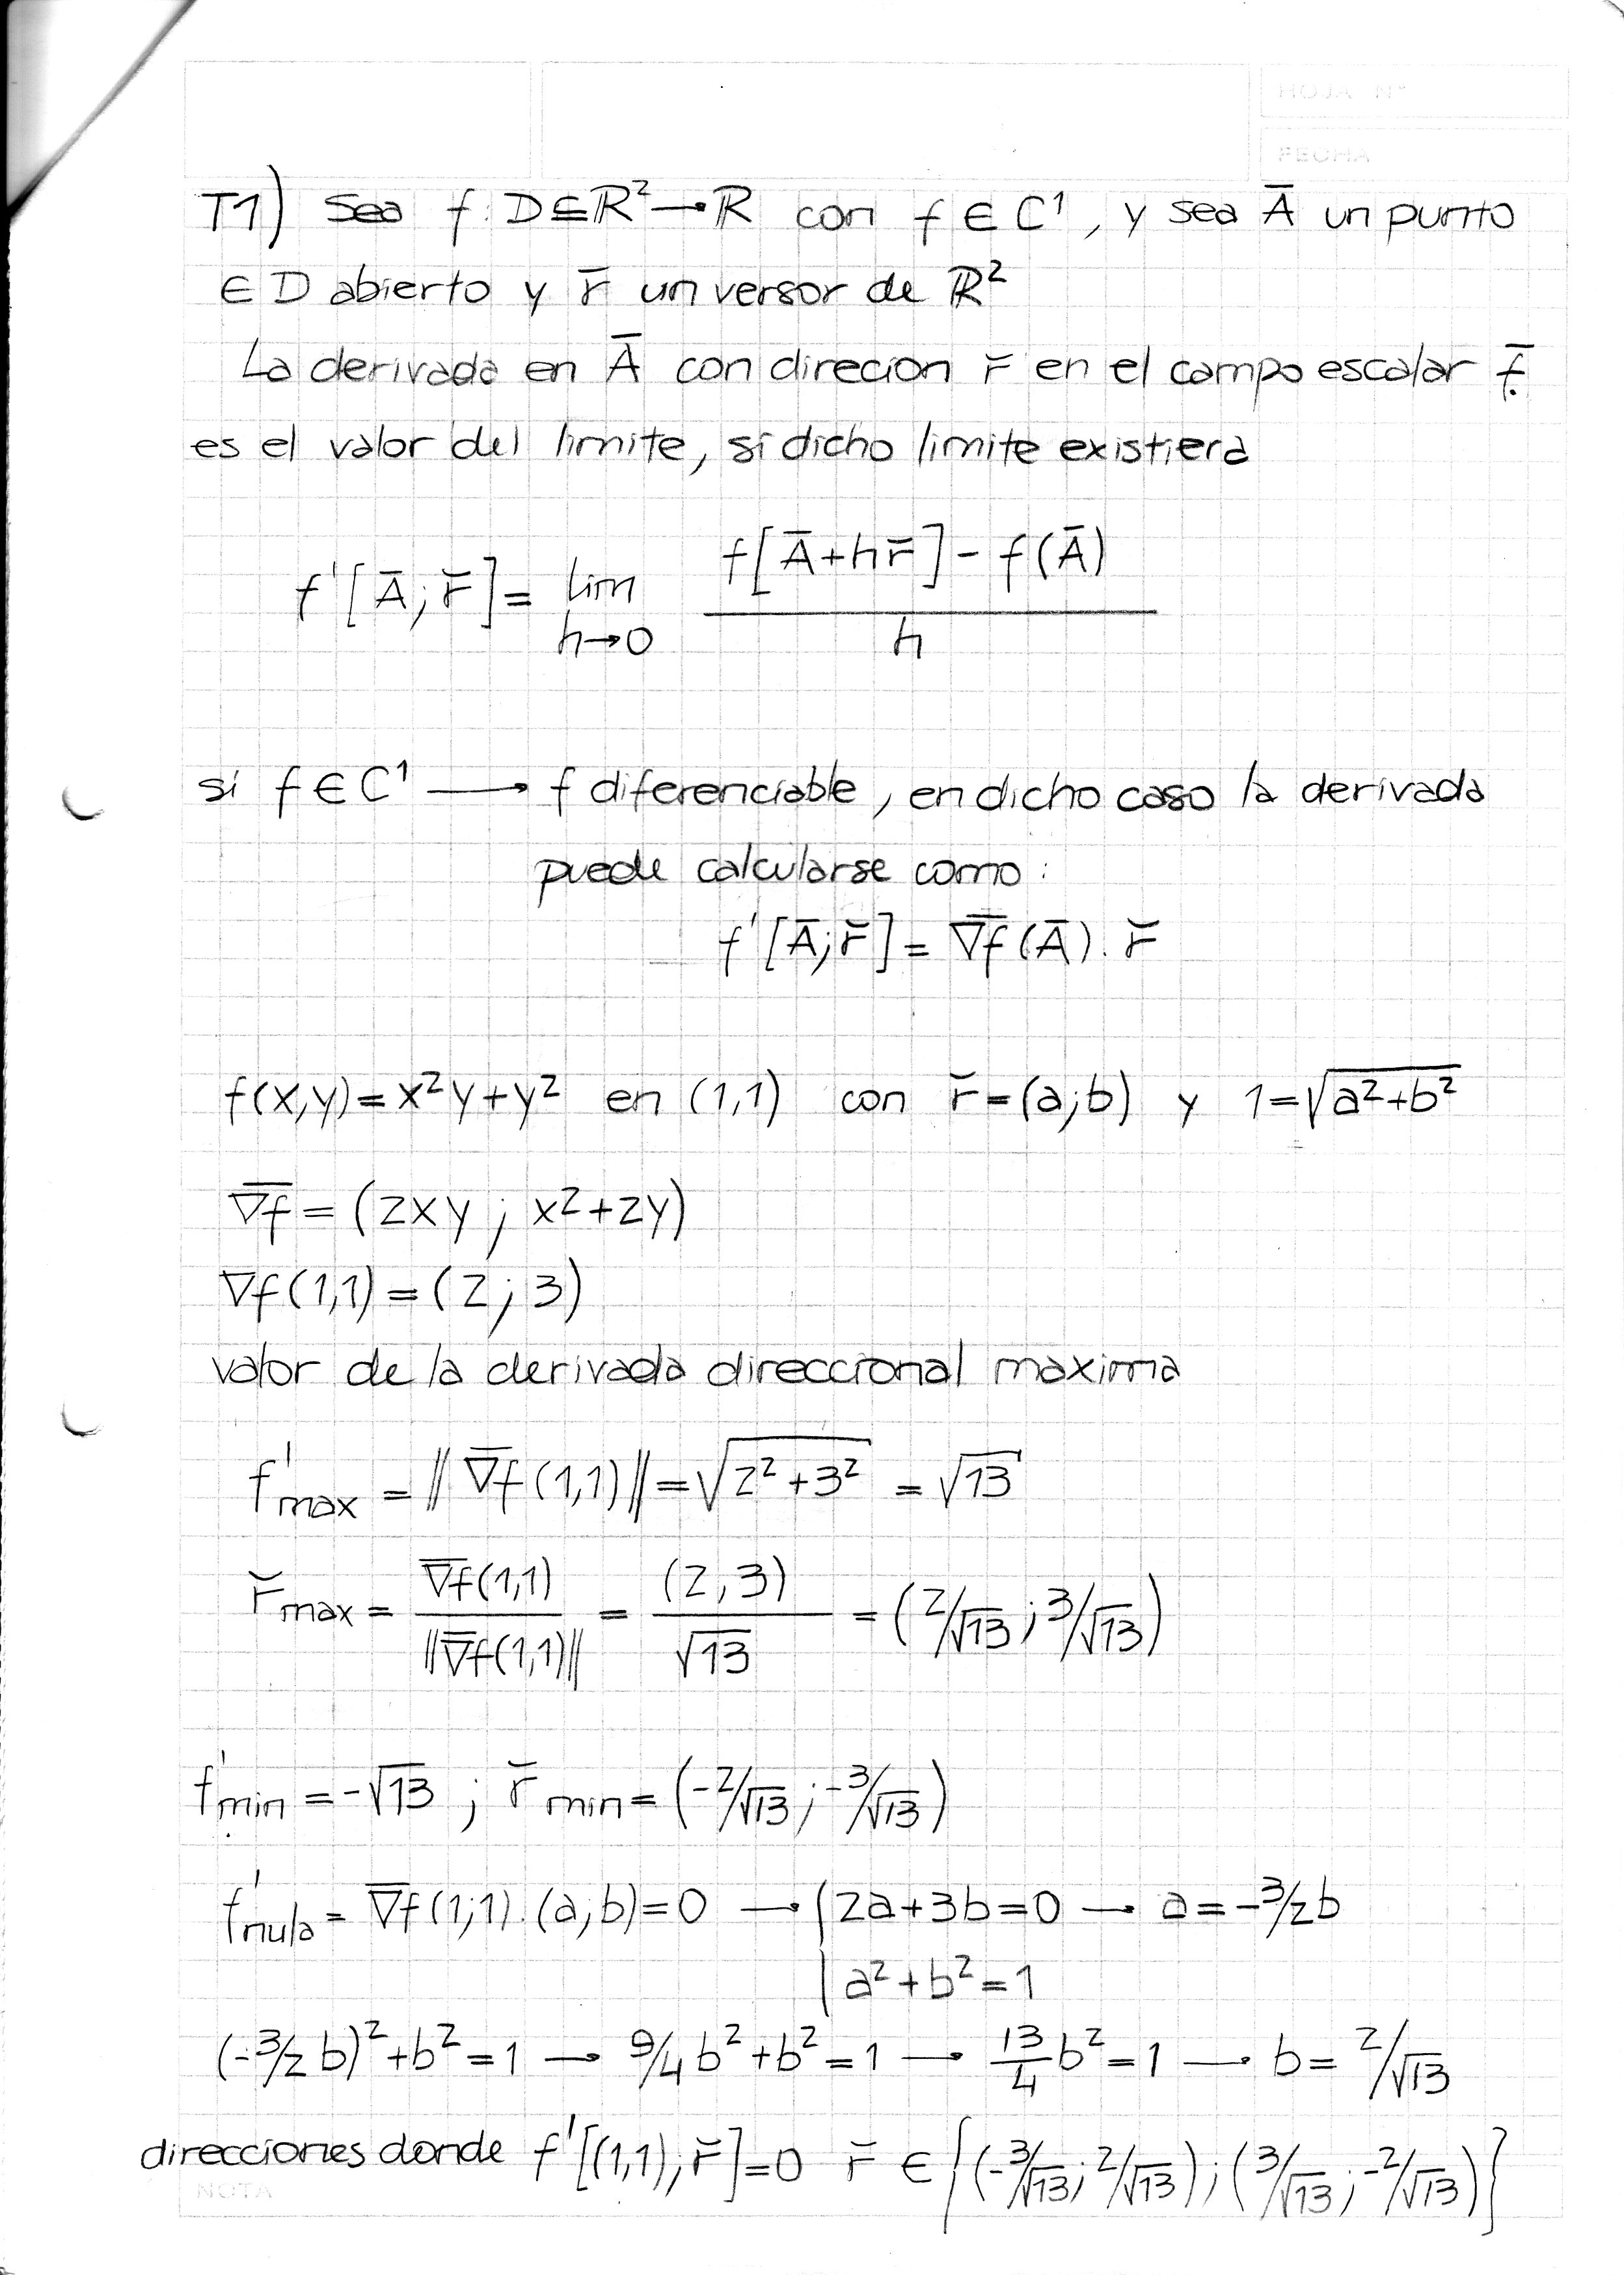 HOJA Nº
FECHA
T1) Sea f: D⊆ℝ²→ℝ con f ∈ C¹, y sea Ā un punto
∈ D abierto y r̆ un versor de ℝ²
La derivada en Ā con direcion r̆ en el campo escalar f̄
es el valor del limite, si dicho limite existiera
f'[Ā; r̆] = lim h→0 (f[Ā+hr̆] - f(Ā)) / h
si f ∈ C¹ → f diferenciable, en dicho caso la derivada
puede calcularse como:
f'[Ā; r̆] = ∇̅f̅(Ā). r̆
f(x,y) = x²y+y² en (1,1) con r̆=(a;b) y 1=√(a²+b²)
∇̅f̅ = (2xy; x²+2y)
∇f(1,1) = (2; 3)
valor de la derivada direccional maxima
f'max = ||∇̅f(1,1)|| = √(2²+3²) = √13
r̆max = ∇̅f(1,1) / ||∇̅f(1,1)|| = (2,3) / √13 = (2/√13; 3/√13)
f'min = -√13; r̆min = (-2/√13; -3/√13)
f'nula = ∇̅f̅(1;1).(a;b)=0 → { 2a+3b=0 → a=-3/2b
a²+b²=1
(-3/2 b)²+b²=1 → 9/4b²+b²=1 → 13/4 b²=1 → b= 2/√13
direcciones donde f'[(1,1); r̆]=0 r̆ ∈ {(-3/√13; 2/√13); (3/√13; -2/√13)}
NOTA